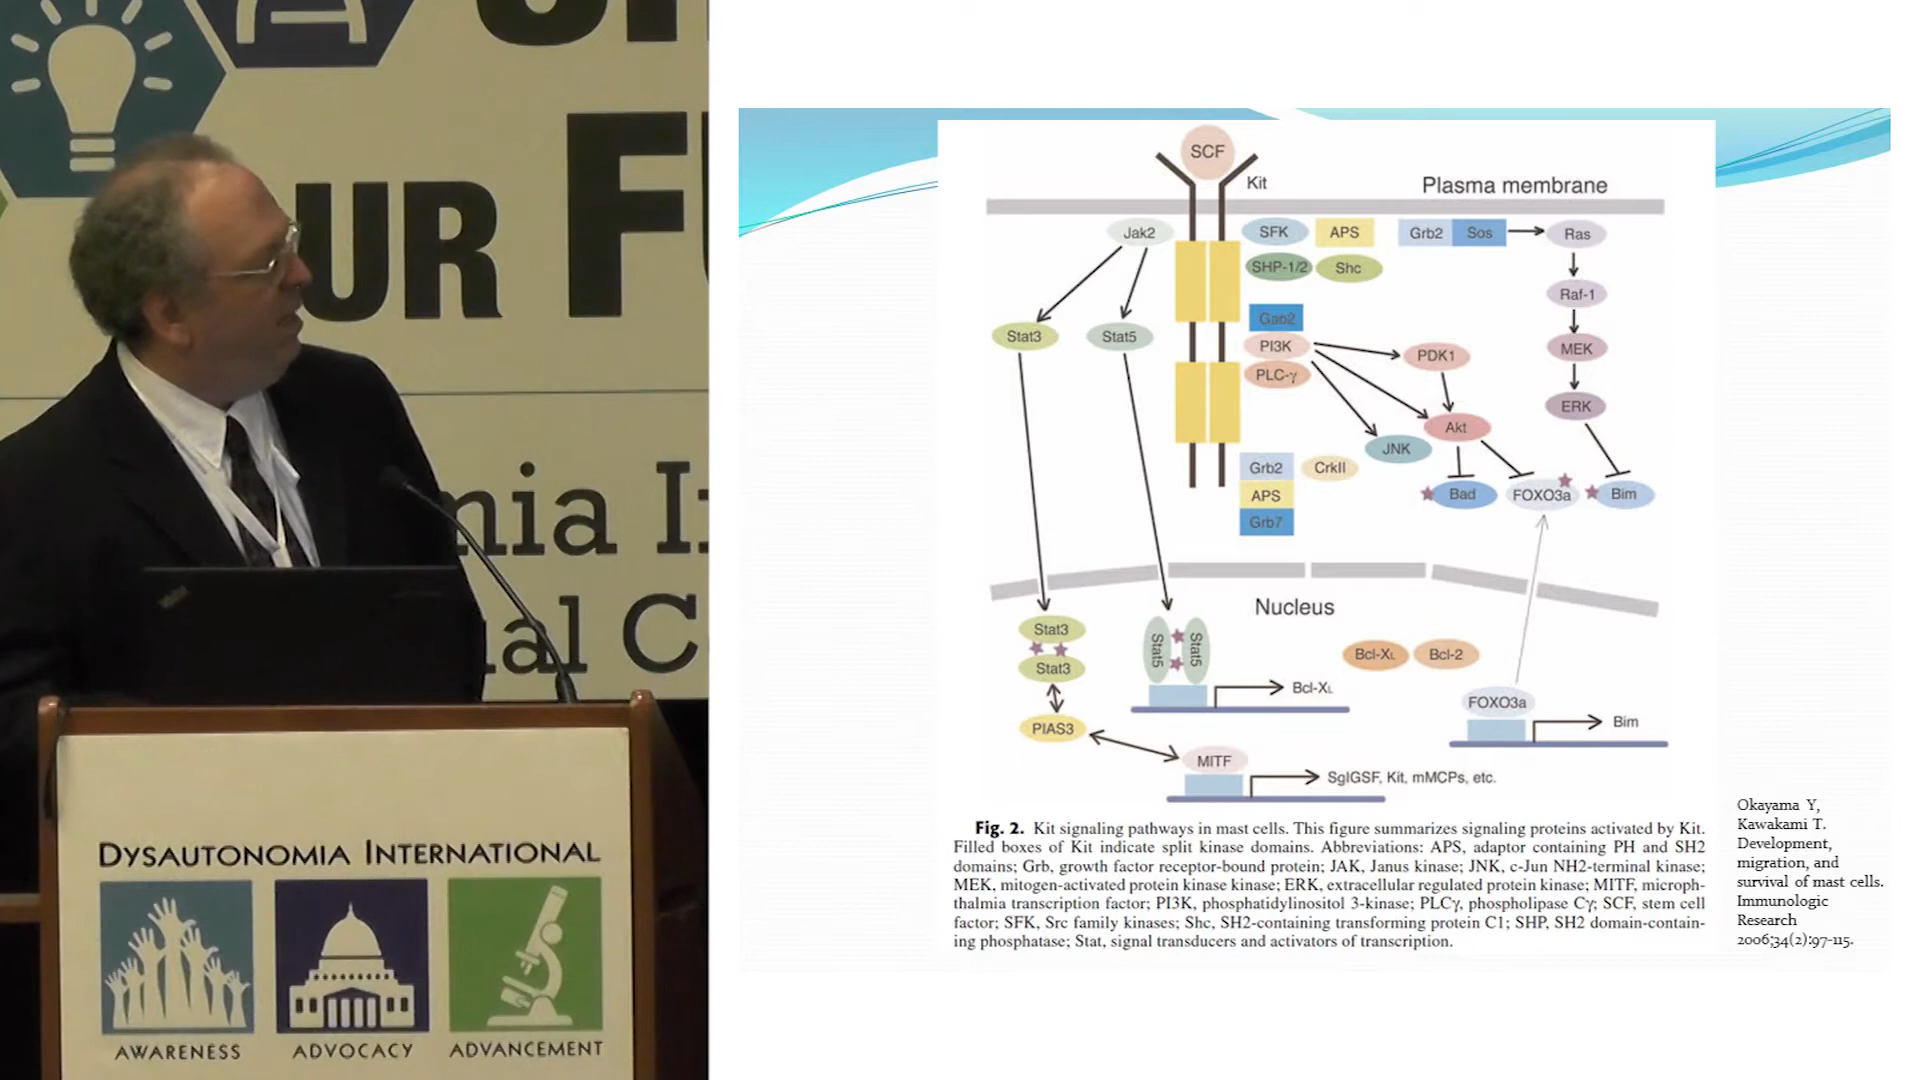 UR F
nia I
nal C
DYSAUTONOMIA INTERNATIONAL
AWARENESS ADVOCACY ADVANCEMENT
SCF
Kit
Plasma membrane
Jak2
SFK
APS
Grb2
Sos
Ras
SHP-1/2
Shc
Raf-1
Stat3
Stat5
Gab2
PI3K
PDK1
MEK
PLC-γ
ERK
Akt
JNK
Grb2
CrkII
APS
Bad
FOXO3a
Bim
Grb7
Nucleus
Stat3
Stat3
Stat5
Stat5
Bcl-XL
Bcl-2
Bcl-XL
FOXO3a
Bim
PIAS3
MITF
SgIGSF, Kit, mMCPs, etc.
Fig. 2. Kit signaling pathways in mast cells. This figure summarizes signaling proteins activated by Kit.
Filled boxes of Kit indicate split kinase domains. Abbreviations: APS, adaptor containing PH and SH2
domains; Grb, growth factor receptor-bound protein; JAK, Janus kinase; JNK, c-Jun NH2-terminal kinase;
MEK, mitogen-activated protein kinase kinase; ERK, extracellular regulated protein kinase; MITF, microph-
thalmia transcription factor; PI3K, phosphatidylinositol 3-kinase; PLCγ, phospholipase Cγ; SCF, stem cell
factor; SFK, Src family kinases; Shc, SH2-containing transforming protein C1; SHP, SH2 domain-contain-
ing phosphatase; Stat, signal transducers and activators of transcription.
Okayama Y,
Kawakami T.
Development,
migration, and
survival of mast cells.
Immunologic
Research
2006;34(2):97-115.